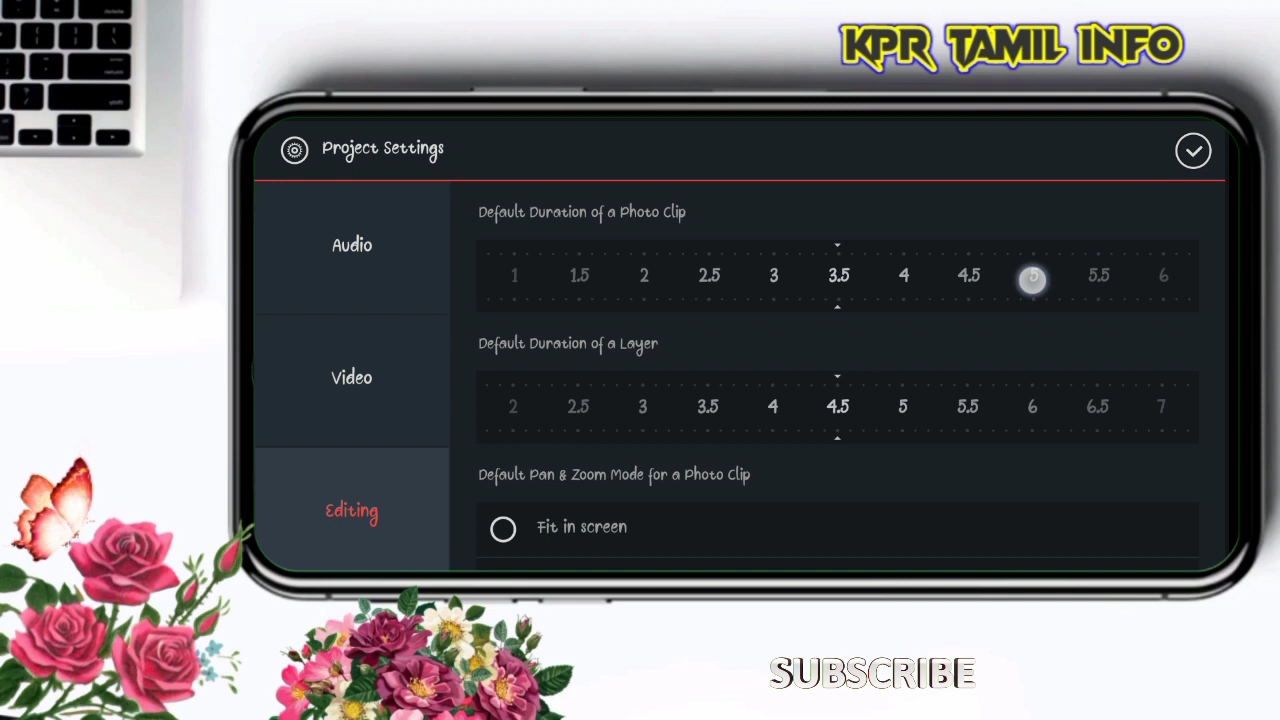 KPR TAMIL INFO
Project Settings
Audio
Video
Editing
Default Duration of a Photo Clip
1 1.5 2 2.5 3 3.5 4 4.5 5 5.5 6
Default Duration of a Layer
2 2.5 3 3.5 4 4.5 5 5.5 6 6.5 7
Default Pan & Zoom Mode for a Photo Clip
Fit in screen
SUBSCRIBE